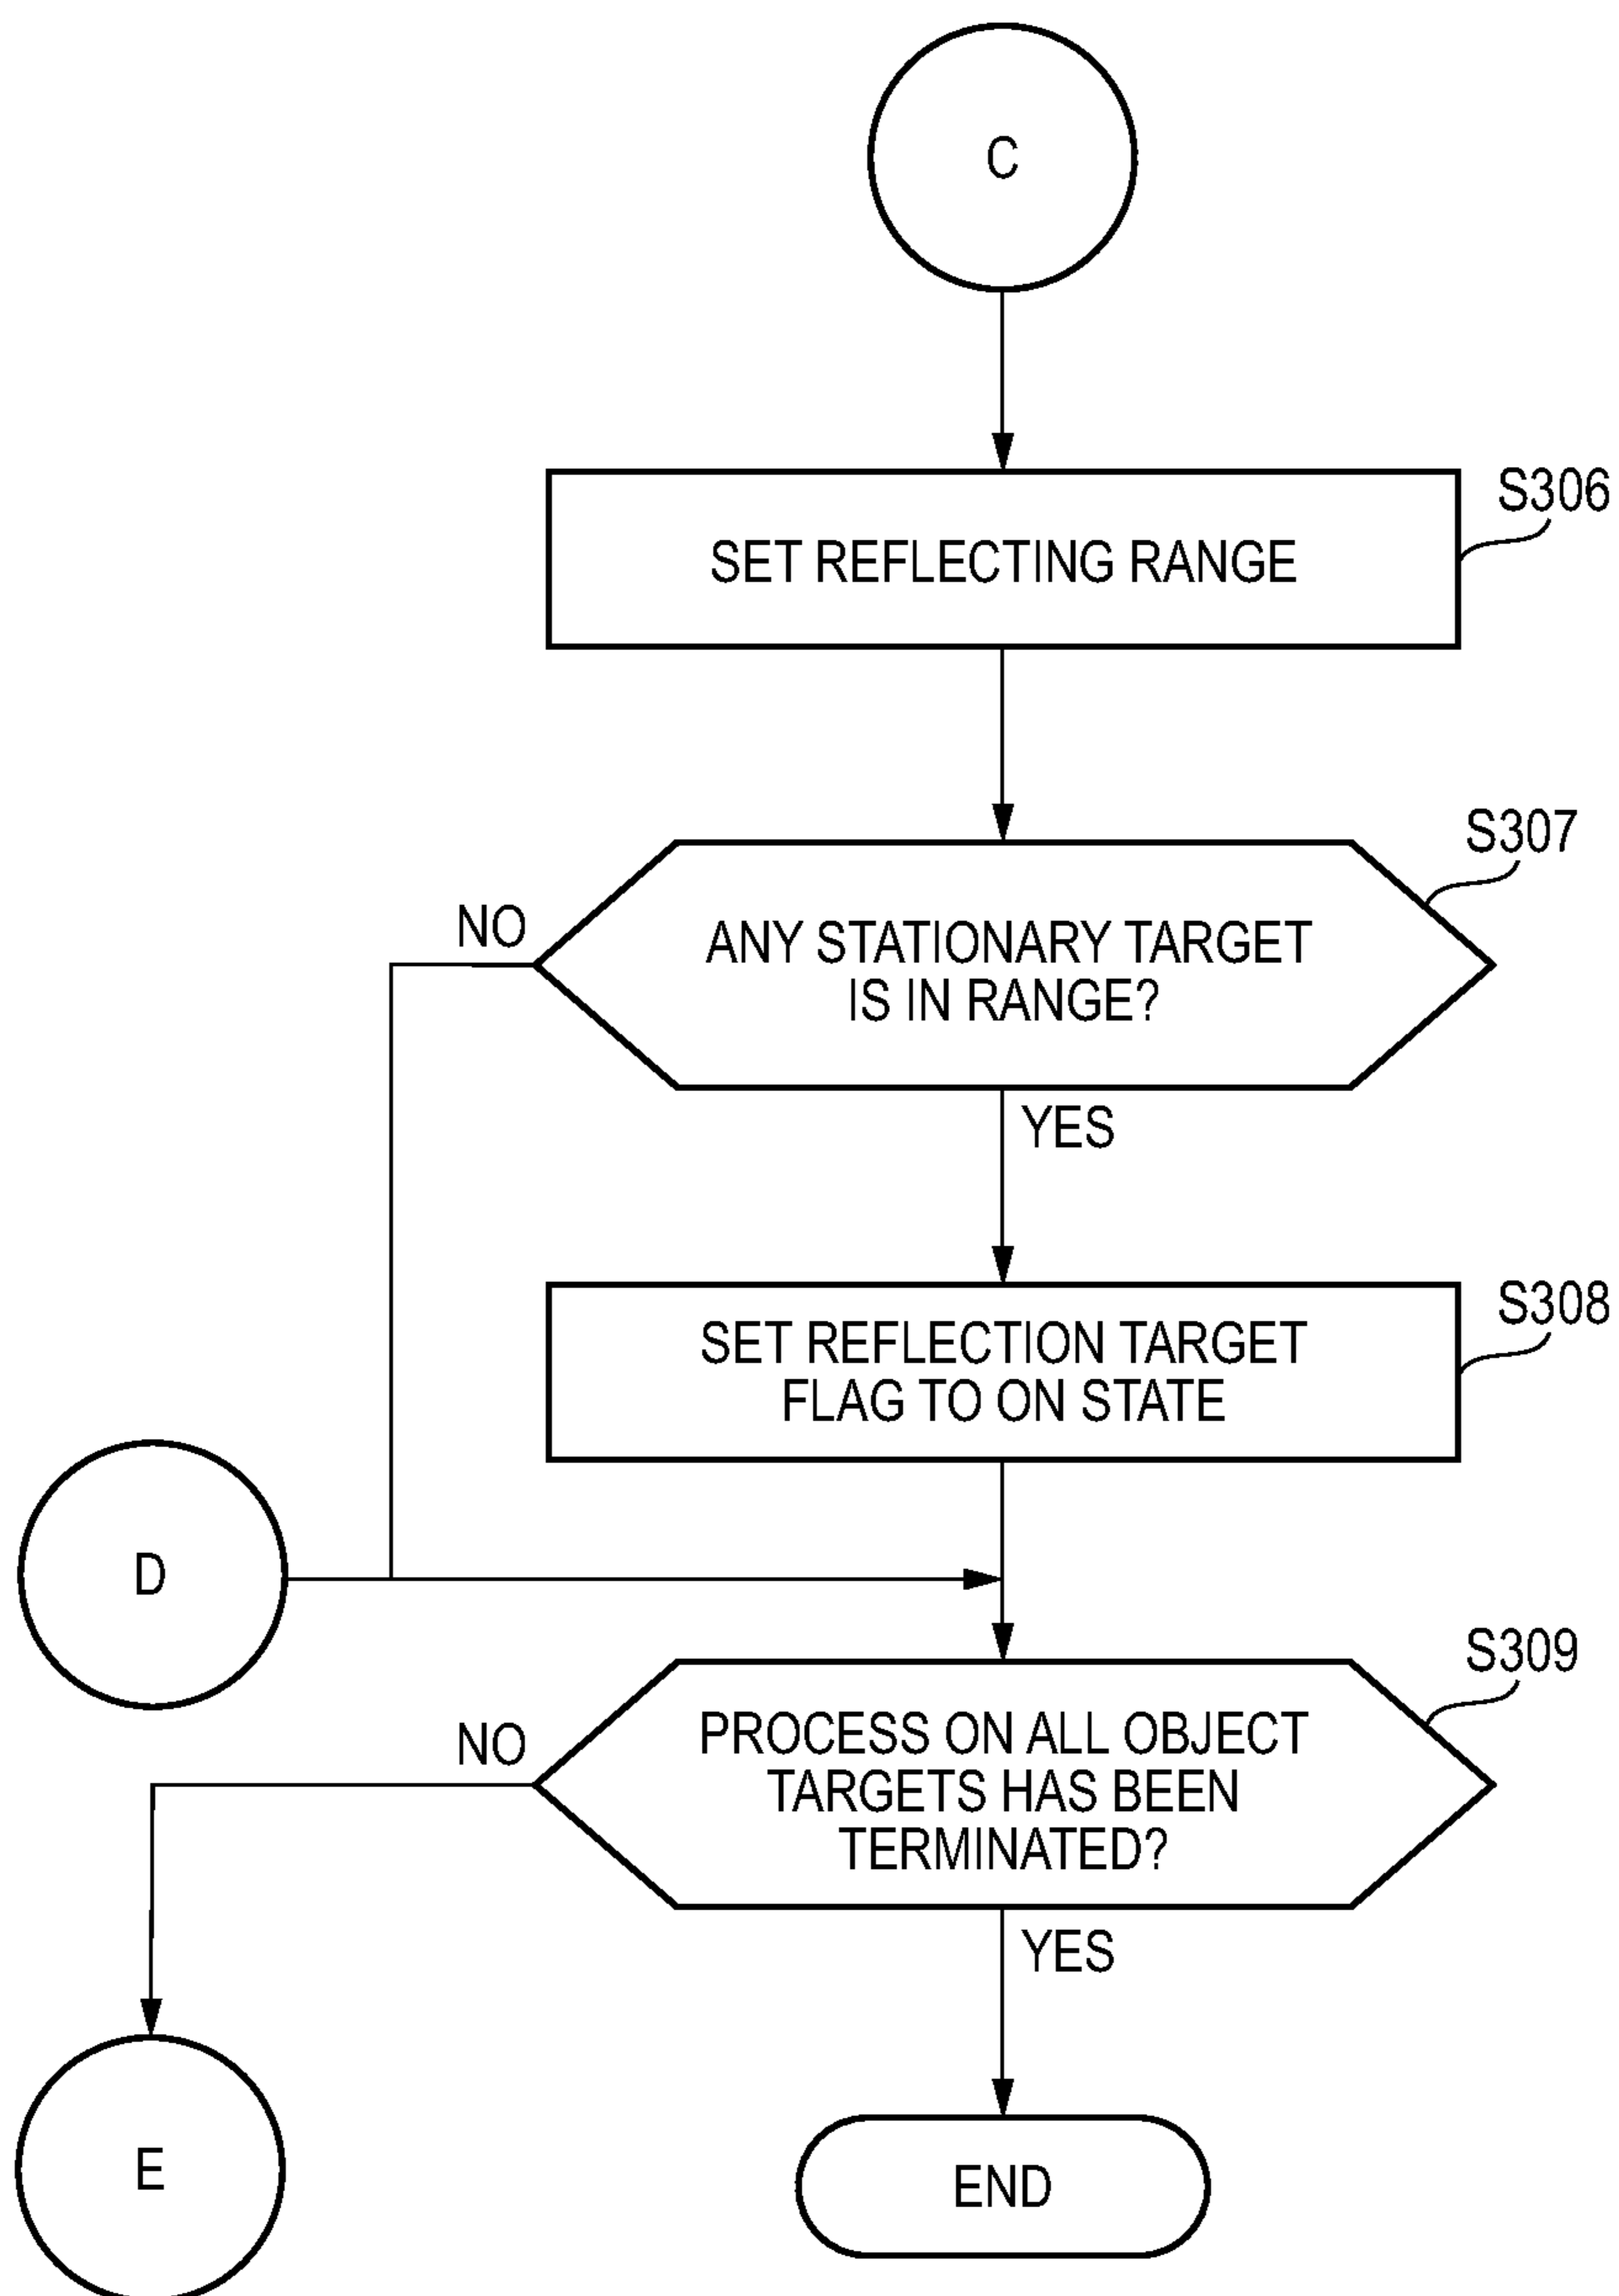 C
S306
SET REFLECTING RANGE
S307
NO
ANY STATIONARY TARGET
IS IN RANGE?
YES
S308
SET REFLECTION TARGET
FLAG TO ON STATE
D
S309
NO
PROCESS ON ALL OBJECT
TARGETS HAS BEEN
TERMINATED?
YES
E
END